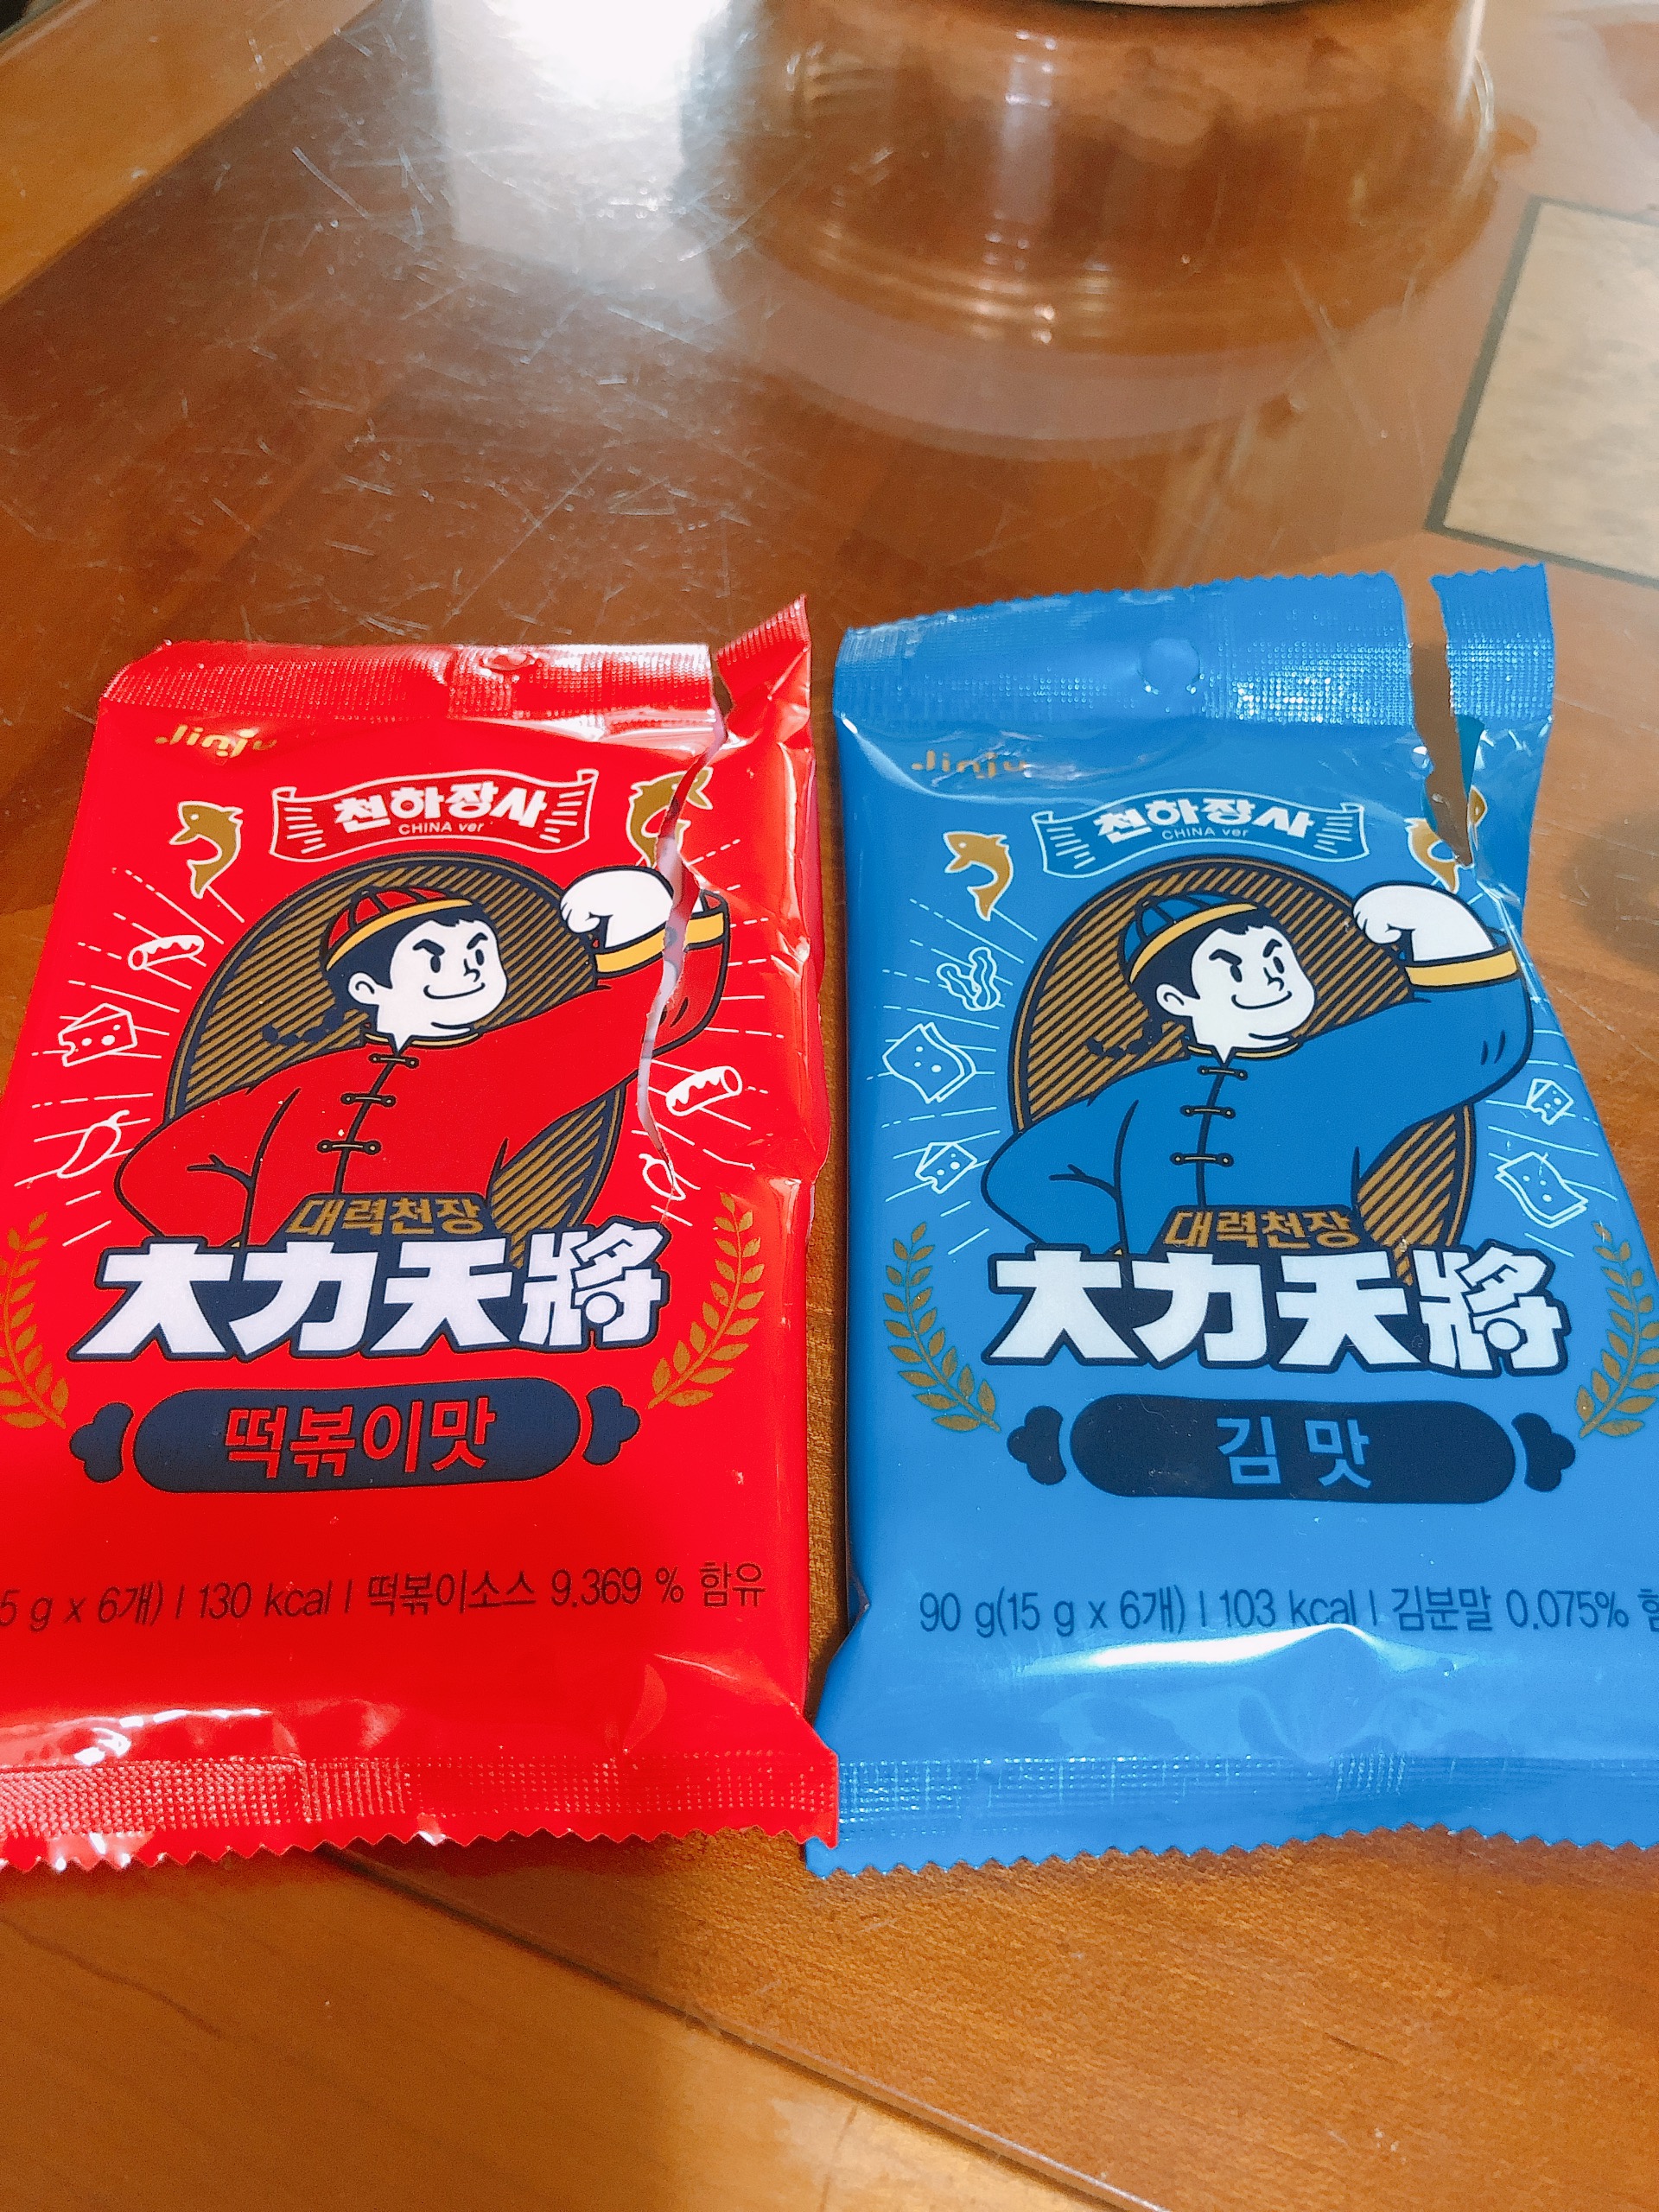 Jinju
천하장사
CHINA ver
대력천장
大力天將
떡볶이맛
5 g x 6개) | 130 kcal | 떡볶이소스 9.369 % 함유
Jinju
천하장사
CHINA ver
대력천장
大力天將
김맛
90 g(15 g x 6개) | 103 kcal | 김분말 0.075%